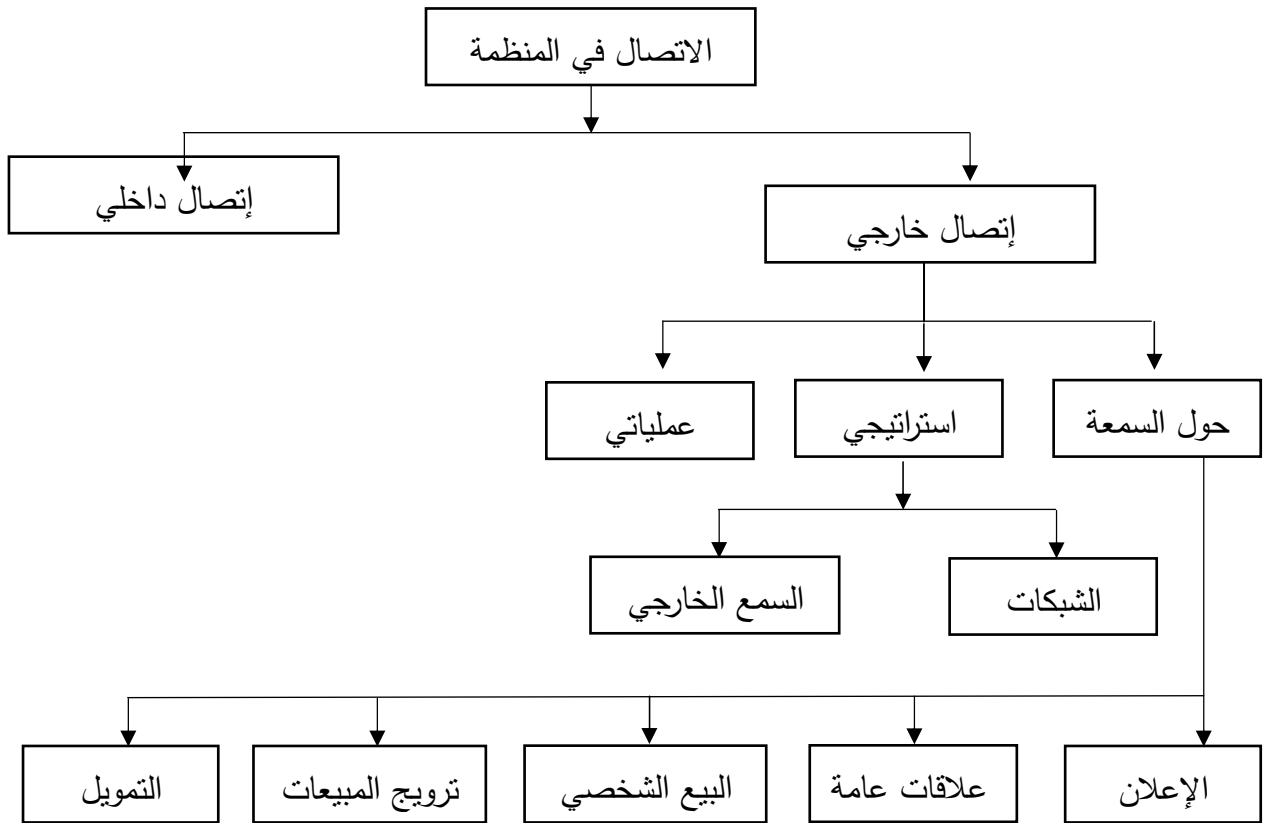 الاتصال في المنظمة
إتصال خارجي
إتصال داخلي
حول السمعة
استراتيجي
عملياتي
الشبكات
السمع الخارجي
الإعلان
علاقات عامة
البيع الشخصي
ترويج المبيعات
التمويل